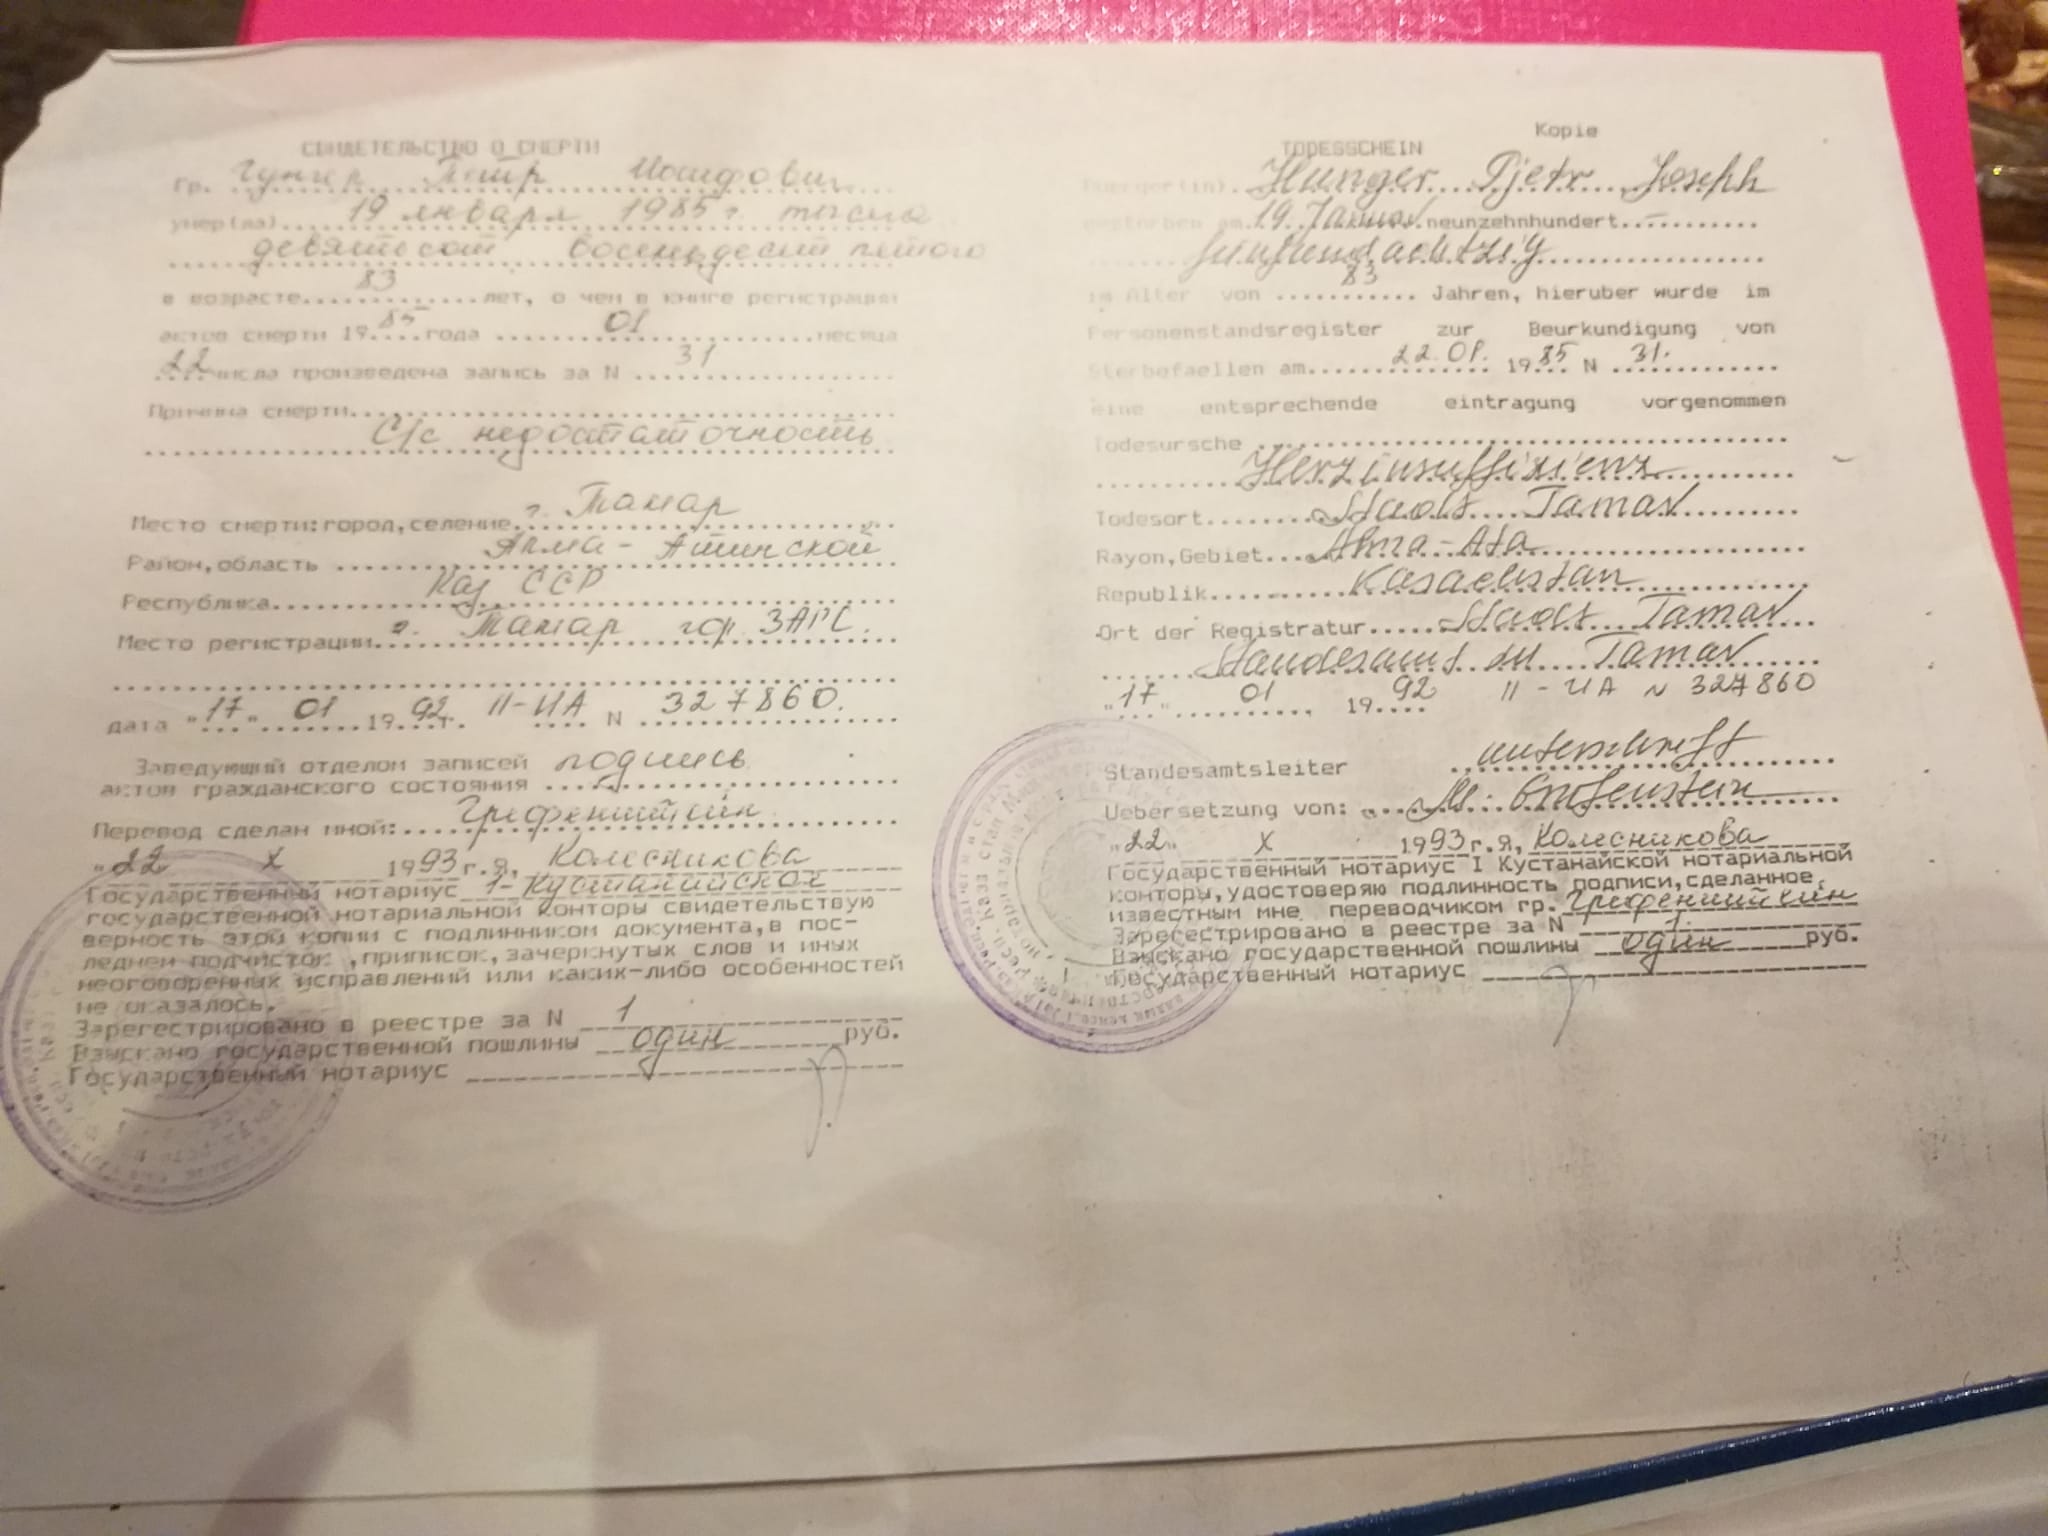 СВИДЕТЕЛЬСТВО О СМЕРТИ
Гр. Гунгер Петр Иосифович
умер(ла) 19 января 1985 г. тысяча
девятьсот восемьдесят пятого
в возрасте 83 лет, о чем в книге регистрации
актов смерти 19 85 года 01 месяца
22 числа произведена запись за N 31
Причина смерти
С/с недостаточность
Место смерти: город, селение г. Талгар
Район, область Алма-Атинской
Республика Каз ССР
Место регистрации г. Талгар гор. ЗАГС.
дата "17" 01 19 92 г. II-ИА N 327860.
Заведующий отделом записей подпись
актов гражданского состояния
Перевод сделан мной: Грефенштейн
"22 X 1993 г. Я, Колесникова
Государственный нотариус 1-Кустанайской
государственной нотариальной конторы свидетельствую
верность этой копии с подлинником документа, в пос-
леднем подчисток ,приписок, зачеркнутых слов и иных
неоговоренных исправлений или каких-либо особенностей
не оказалось.
Зарегестрировано в реестре за N 1
Взыскано государственной пошлины один руб.
Государственный нотариус
Kopie
TODESSCHEIN
Buerger(in) Hunger Pjetr Joseph
gestorben am 19. Januar neunzehnhundert
fünfundachtzig
im Alter von 83 Jahren, hieruber wurde im
Personenstandsregister zur Beurkundigung von
Sterbefaellen am 22.01. 19 85 N 31.
eine entsprechende eintragung vorgenommen
Todesursche
Herzinsuffizienz
Todesort Stadt Tamar
Rayon, Gebiet Alma-Ata
Republik Kasachstan
Ort der Registratur Stadt Tamar
Standesamt zu Tamar
"17" 01 19 92 II-ИА N 327860
Standesamtsleiter unterschrift
Uebersetzung von: M. Grefenstein
"22" X 1993 г. Я, Колесникова
Государственный нотариус I Кустанайской нотариальной
конторы, удостоверяю подлинность подписи, сделанное
известным мне переводчиком гр. Грефенштейн
Зарегестрировано в реестре за N 1
Взыскано государственной пошлины один руб.
Государственный нотариус